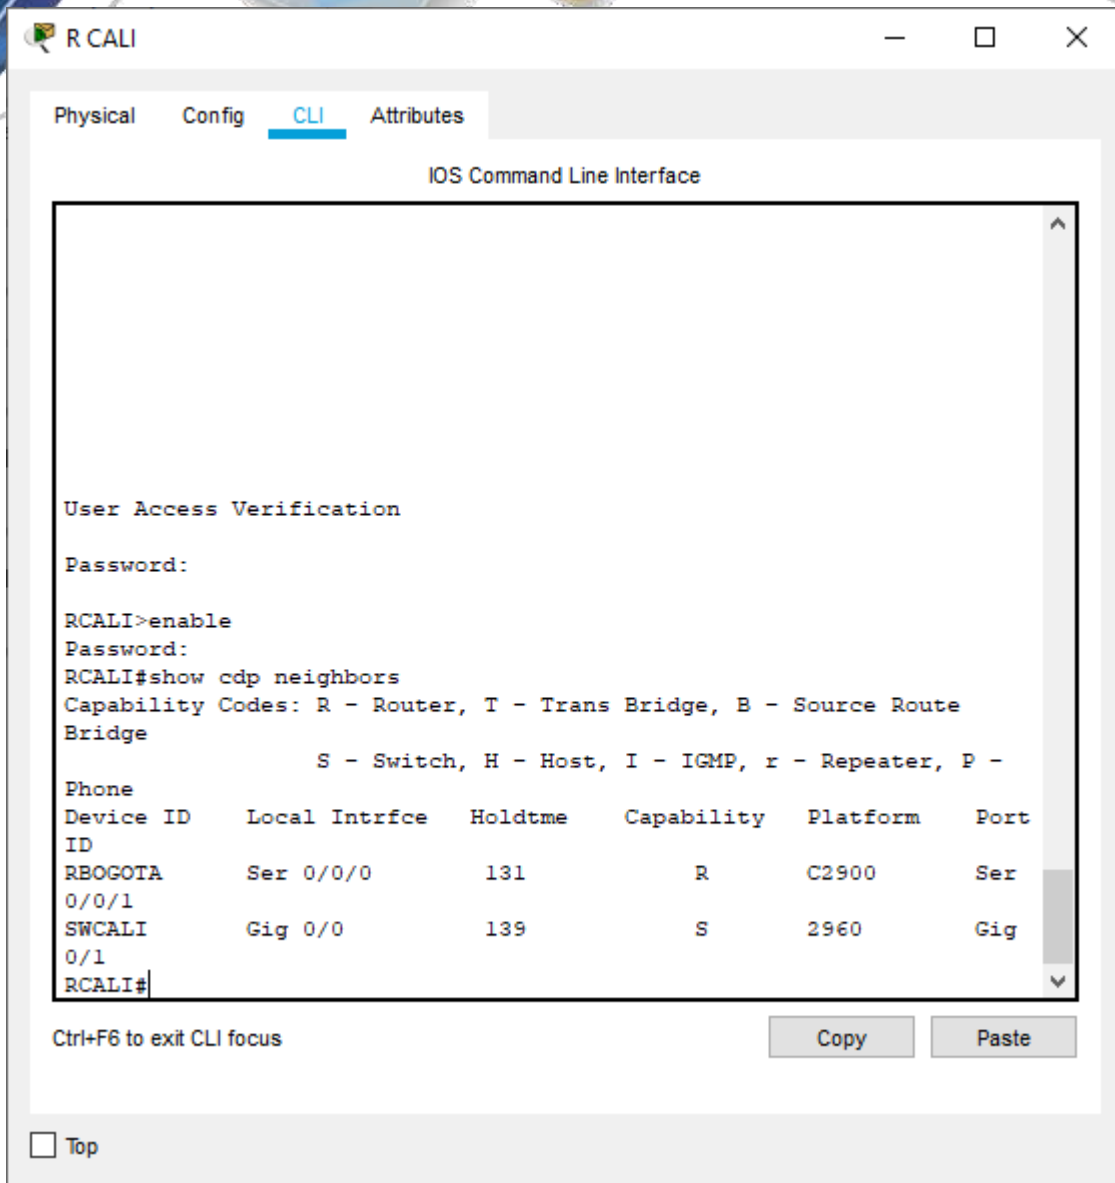 R CALI
Physical Config CLI Attributes
IOS Command Line Interface
User Access Verification
Password:
RCALI>enable
Password:
RCALI#show cdp neighbors
Capability Codes: R - Router, T - Trans Bridge, B - Source Route
Bridge
S - Switch, H - Host, I - IGMP, r - Repeater, P -
Phone
Device ID Local Intrfce Holdtme Capability Platform Port
ID
RBOGOTA Ser 0/0/0 131 R C2900 Ser
0/0/1
SWCALI Gig 0/0 139 S 2960 Gig
0/1
RCALI#
Ctrl+F6 to exit CLI focus Copy Paste
Top